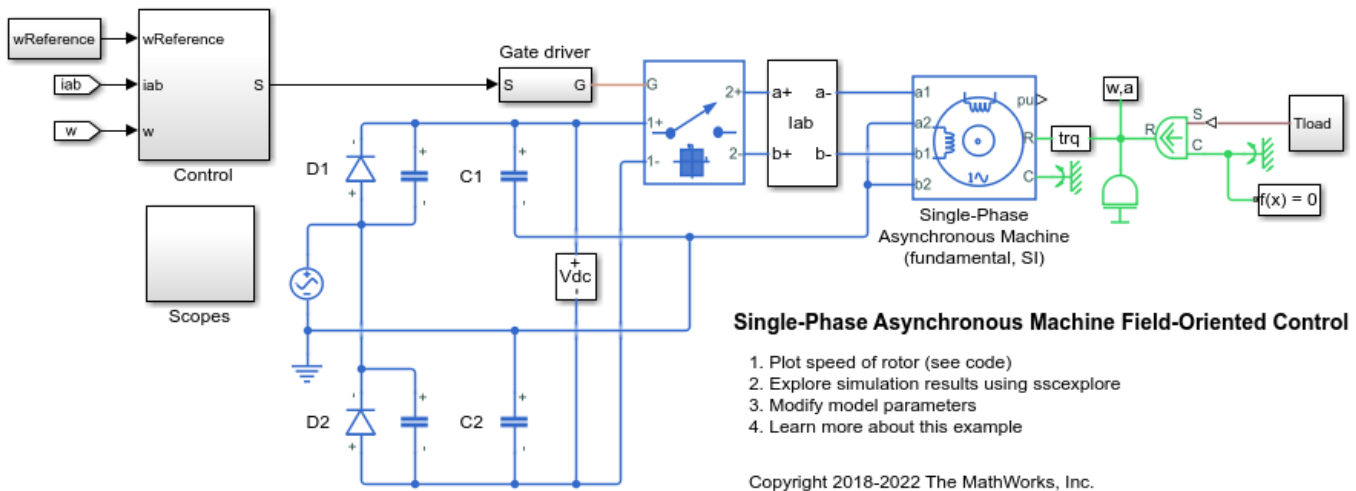 wReference
wReference
iab
iab
w
w
S
Control
Scopes
Gate driver
S
G
G
1+
1-
2+
2-
a+
a-
Iab
b+
b-
a1
a2
b1
b2
pu
R
C
1
Single-Phase
Asynchronous Machine
(fundamental, SI)
trq
w,a
R
S
C
Tload
f(x) = 0
D1
-
+
+
-
C1
+
-
+
-
+
Vdc
-
D2
-
+
+
-
C2
+
-
Single-Phase Asynchronous Machine Field-Oriented Control
1. Plot speed of rotor (see code)
2. Explore simulation results using sscexplore
3. Modify model parameters
4. Learn more about this example
Copyright 2018-2022 The MathWorks, Inc.